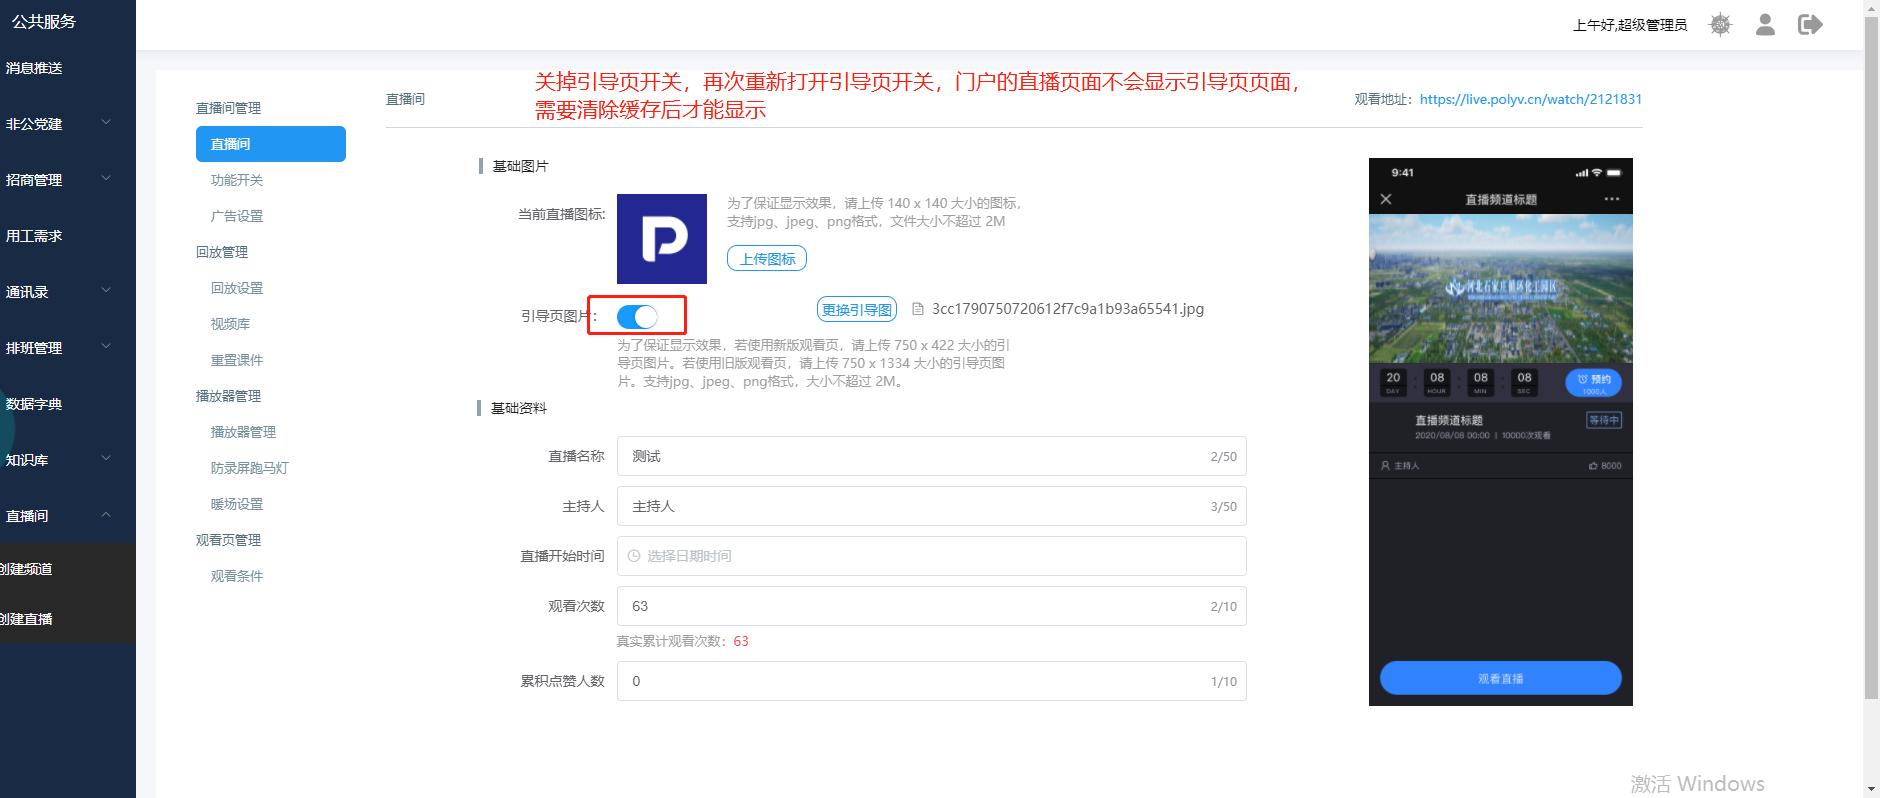 公共服务
消息推送
非公党建
招商管理
用工需求
通讯录
排班管理
数据字典
知识库
直播间
创建频道
创建直播
上午好,超级管理员
直播间管理
直播间
功能开关
广告设置
回放管理
回放设置
视频库
重置课件
播放器管理
播放器管理
防录屏跑马灯
暖场设置
观看页管理
观看条件
直播间
关掉引导页开关，再次重新打开引导页开关，门户的直播页面不会显示引导页页面，
需要清除缓存后才能显示
观看地址：https://live.polyv.cn/watch/2121831
基础图片
当前直播图标:
P
为了保证显示效果，请上传 140 x 140 大小的图标，
支持jpg、jpeg、png格式，文件大小不超过 2M
上传图标
引导页图片：
更换引导图
3cc1790750720612f7c9a1b93a65541.jpg
为了保证显示效果，若使用新版观看页，请上传 750 x 422 大小的引
导页图片。若使用旧版观看页，请上传 750 x 1334 大小的引导页图
片。支持jpg、jpeg、png格式，大小不超过 2M。
基础资料
直播名称 测试 2/50
主持人 主持人 3/50
直播开始时间 选择日期时间
观看次数 63 2/10
真实累计观看次数：63
累积点赞人数 0 1/10
9:41
直播频道标题
河北石家庄循环化工园区
20 : 08 : 08 : 08
DAY HOUR MIN SEC
预约
1000人
直播频道标题
等待中
2020/08/08 00:00 | 10000次观看
主持人
8000
观看直播
激活 Windows